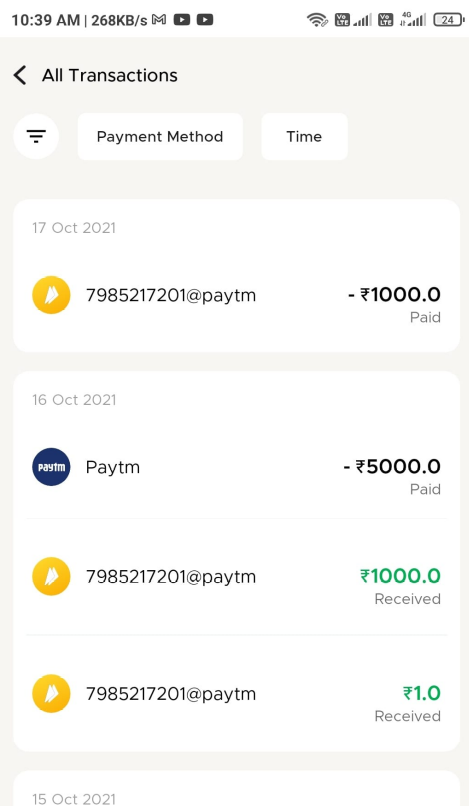 10:39 AM | 268KB/s
Vo LTE
Vo LTE
4G
24
All Transactions
Payment Method
Time
17 Oct 2021
7985217201@paytm
- ₹1000.0
Paid
16 Oct 2021
paytm
Paytm
- ₹5000.0
Paid
7985217201@paytm
₹1000.0
Received
7985217201@paytm
₹1.0
Received
15 Oct 2021